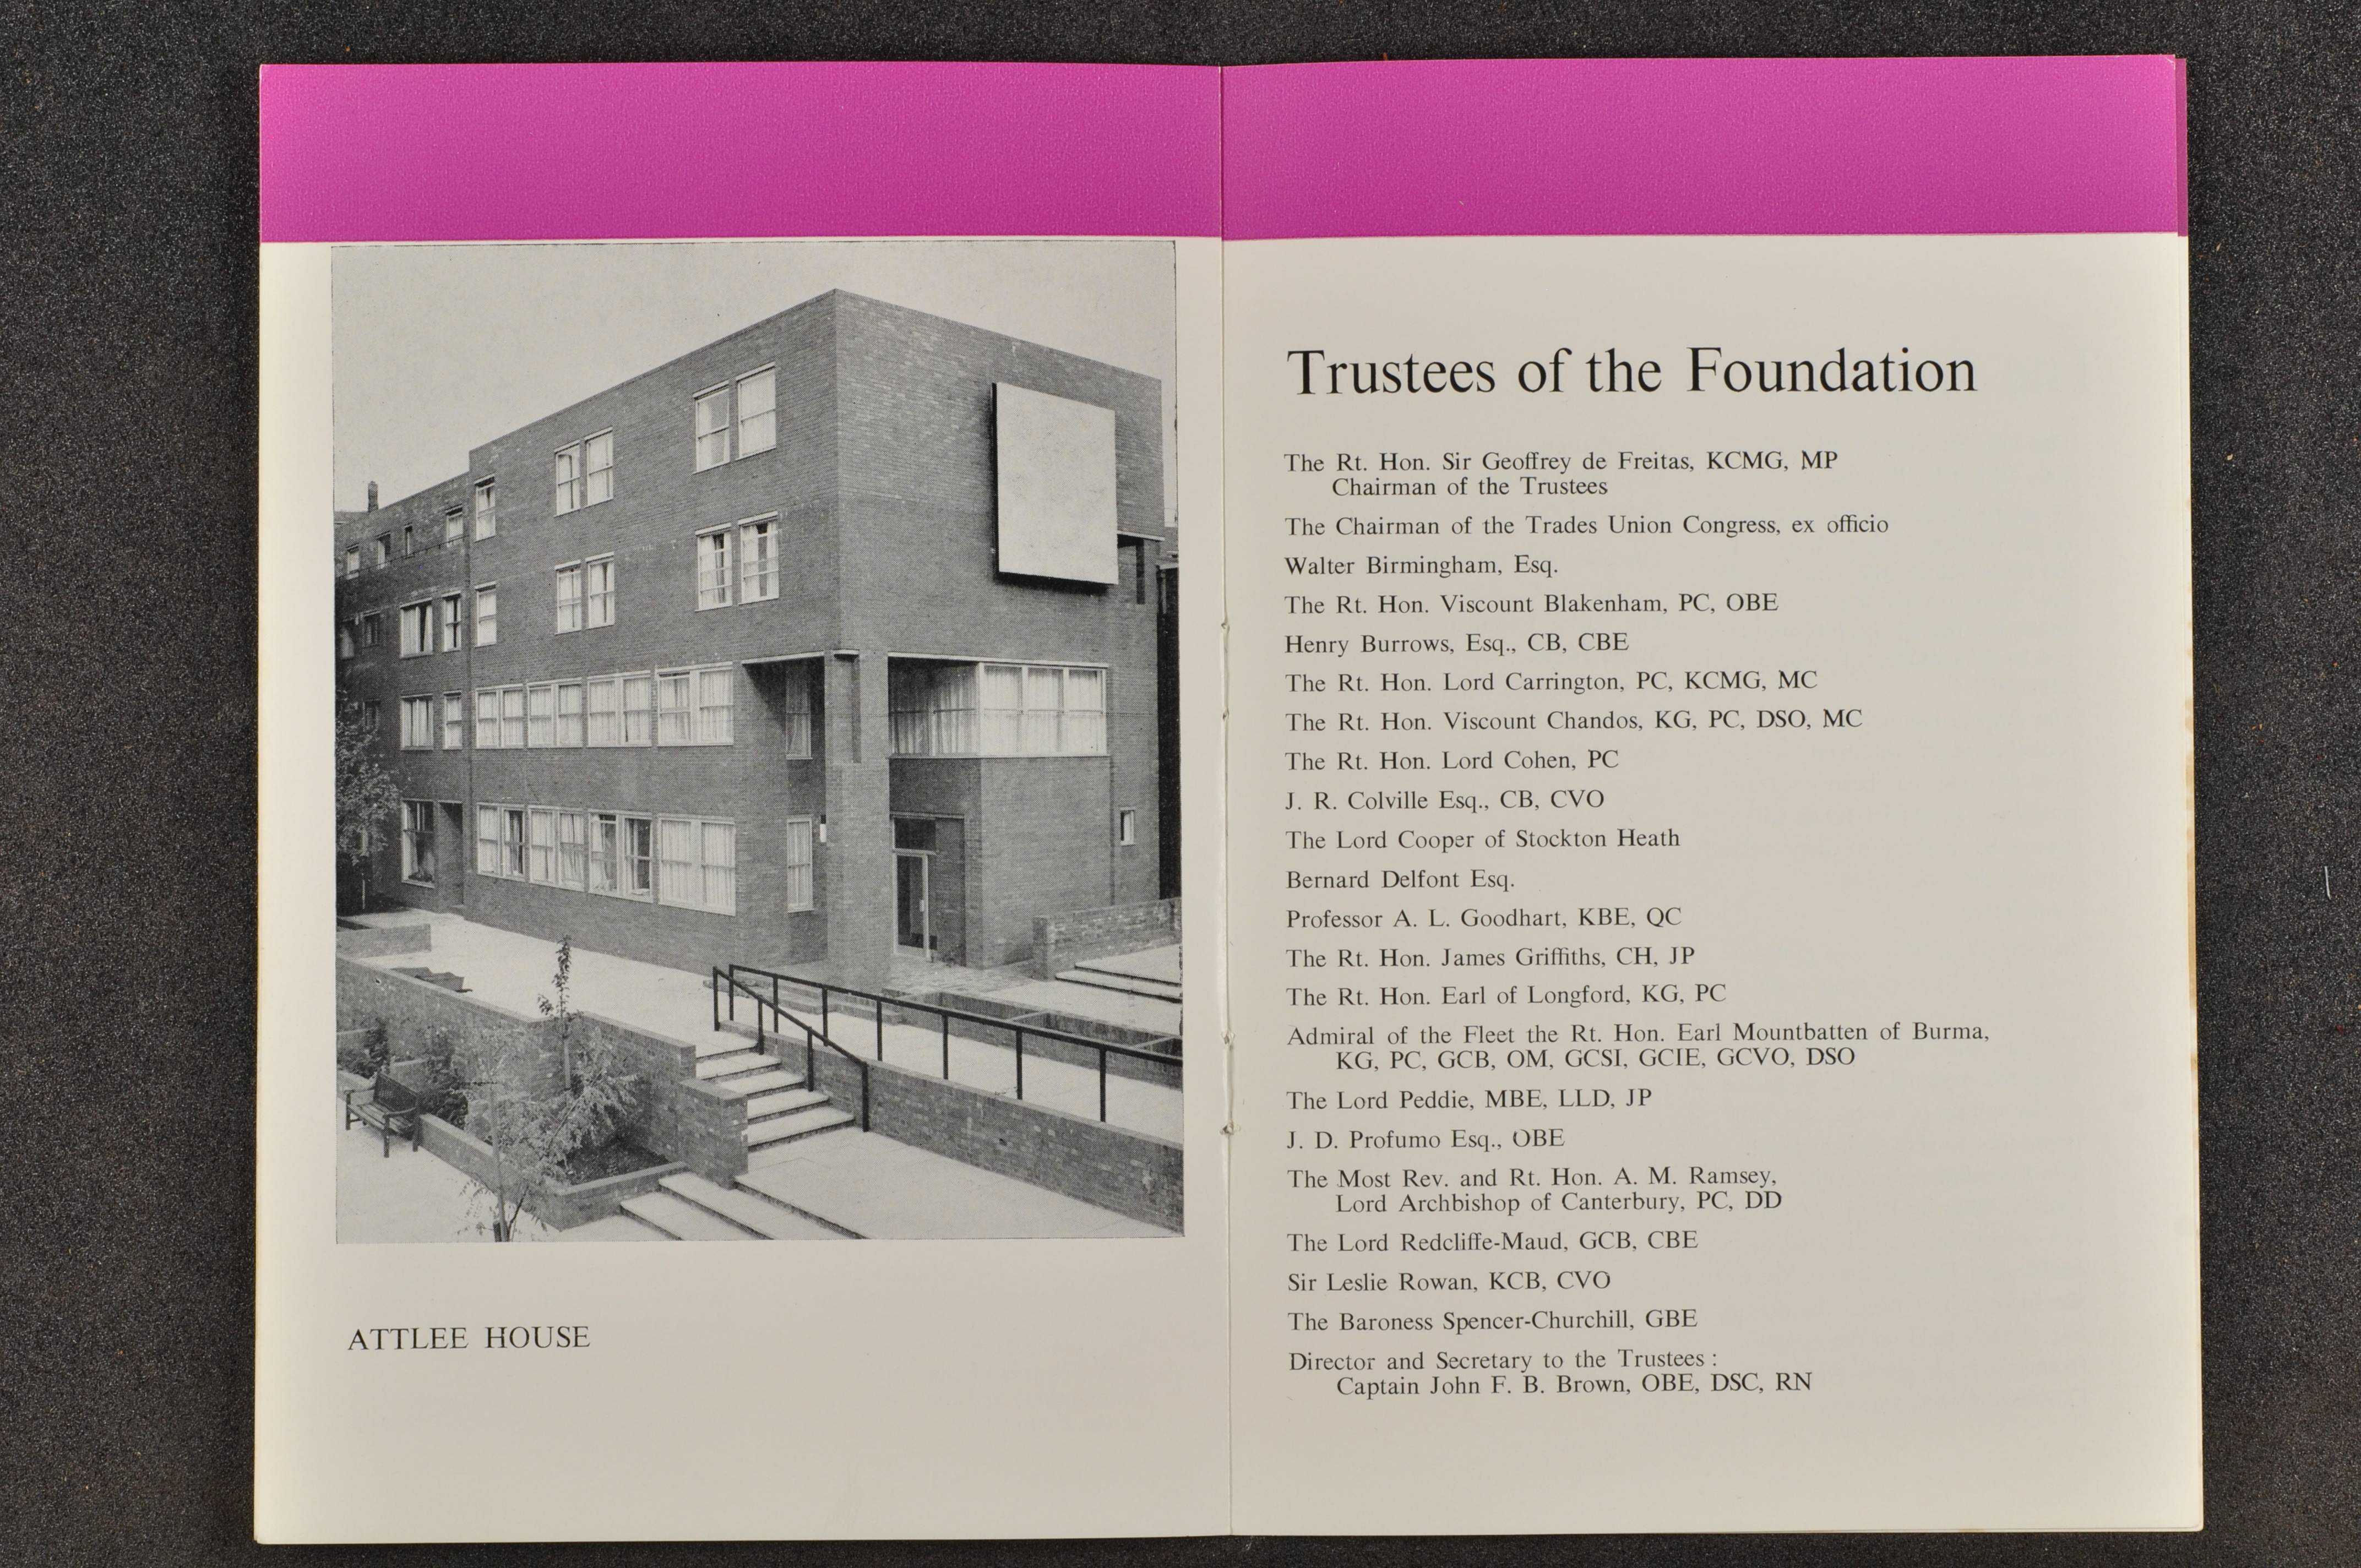 ATTLEE HOUSE
Trustees of the Foundation
The Rt. Hon. Sir Geoffrey de Freitas, KCMG, MP
Chairman of the Trustees
The Chairman of the Trades Union Congress, ex officio
Walter Birmingham, Esq.
The Rt. Hon. Viscount Blakenham, PC, OBE
Henry Burrows, Esq., CB, CBE
The Rt. Hon. Lord Carrington, PC, KCMG, MC
The Rt. Hon. Viscount Chandos, KG, PC, DSO, MC
The Rt. Hon. Lord Cohen, PC
J. R. Colville Esq., CB, CVO
The Lord Cooper of Stockton Heath
Bernard Delfont Esq.
Professor A. L. Goodhart, KBE, QC
The Rt. Hon. James Griffiths, CH, JP
The Rt. Hon. Earl of Longford, KG, PC
Admiral of the Fleet the Rt. Hon. Earl Mountbatten of Burma,
KG, PC, GCB, OM, GCSI, GCIE, GCVO, DSO
The Lord Peddie, MBE, LLD, JP
J. D. Profumo Esq., OBE
The Most Rev. and Rt. Hon. A. M. Ramsey,
Lord Archbishop of Canterbury, PC, DD
The Lord Redcliffe-Maud, GCB, CBE
Sir Leslie Rowan, KCB, CVO
The Baroness Spencer-Churchill, GBE
Director and Secretary to the Trustees :
Captain John F. B. Brown, OBE, DSC, RN